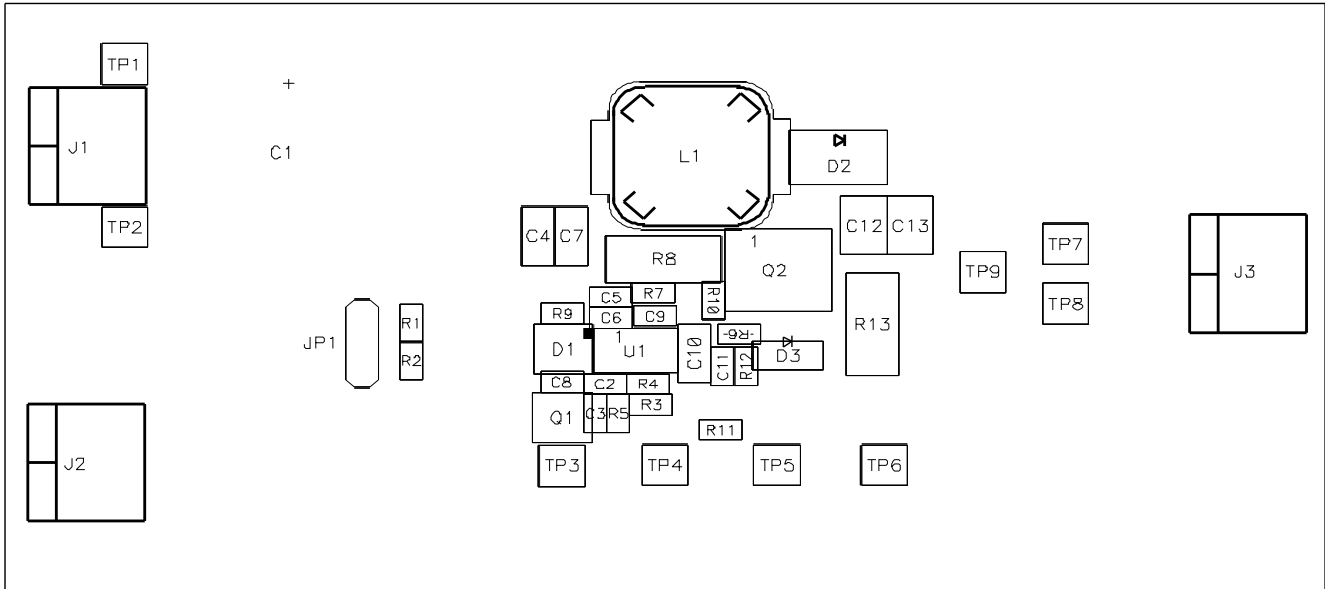 TP1
+
J1
C1
L1
D2
TP2
C4 C7
C12 C13
TP7
R8
1
Q2
TP9
J3
C5
R7
R10
TP8
R9
C6
C9
R1
R13
JP1
D1
1
U1
C10
-R6-
D3
R2
C11
R12
C8
C2
R4
Q1
C3
R5
R3
R11
J2
TP3
TP4
TP5
TP6